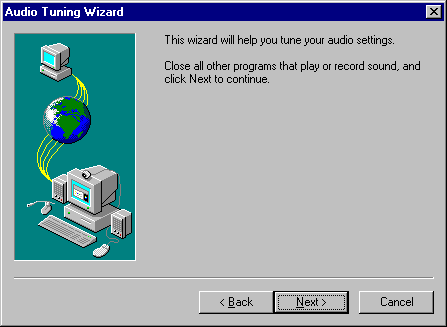 Audio Tuning Wizard
This wizard will help you tune your audio settings.
Close all other programs that play or record sound, and
click Next to continue.
< Back
Next >
Cancel